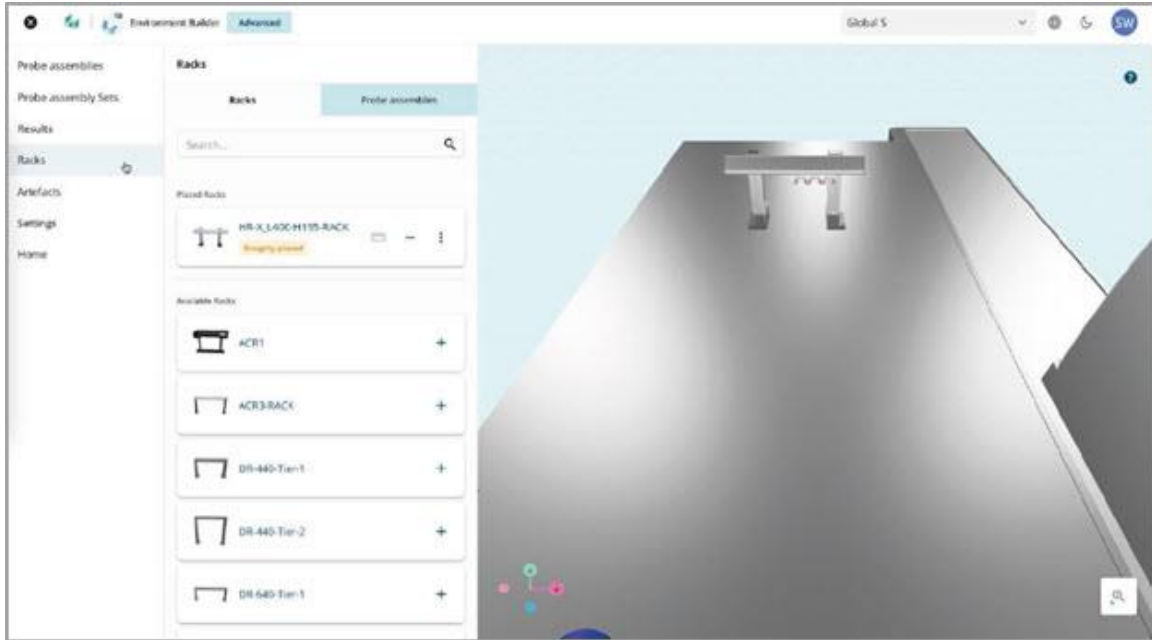 Environment Builder
Advanced
Global S
SW
Probe assemblies
Probe assembly Sets
Results
Racks
Artefacts
Settings
Home
Racks
Racks
Probe assemblies
Search...
Placed Racks
HR-X_L400-H195-RACK
Roughly placed
Available Racks
ACR1
ACR3-RACK
DR-440-Tier-1
DR-440-Tier-2
DR-640-Tier-1